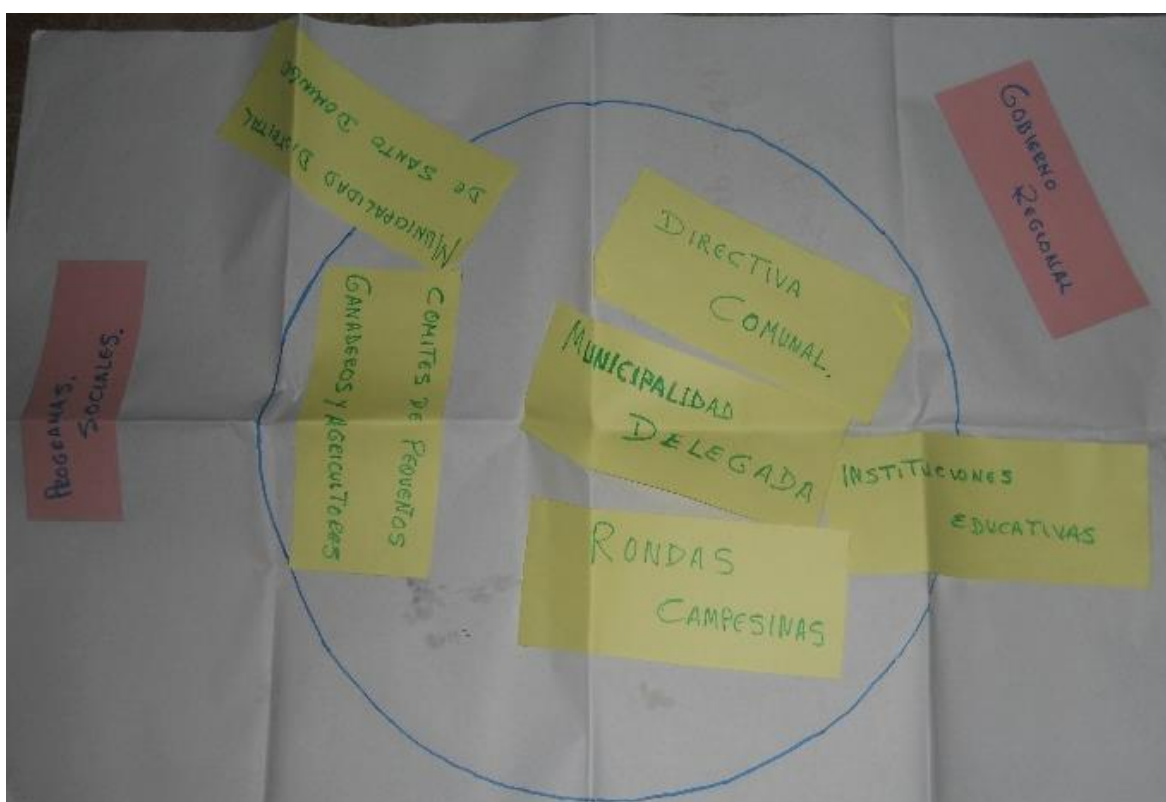 MUNICIPALIDAD DISTRITAL
DE SANTO DOMINGO
GOBIERNO
REGIONAL
DIRECTIVA
COMUNAL.
PROGRAMAS.
SOCIALES.
COMITES DE PEQUEÑOS
GANADEROS Y AGRICULTORES
MUNICIPALIDAD
DELEGADA
INSTITUCIONES
EDUCATIVAS
RONDAS
CAMPESINAS